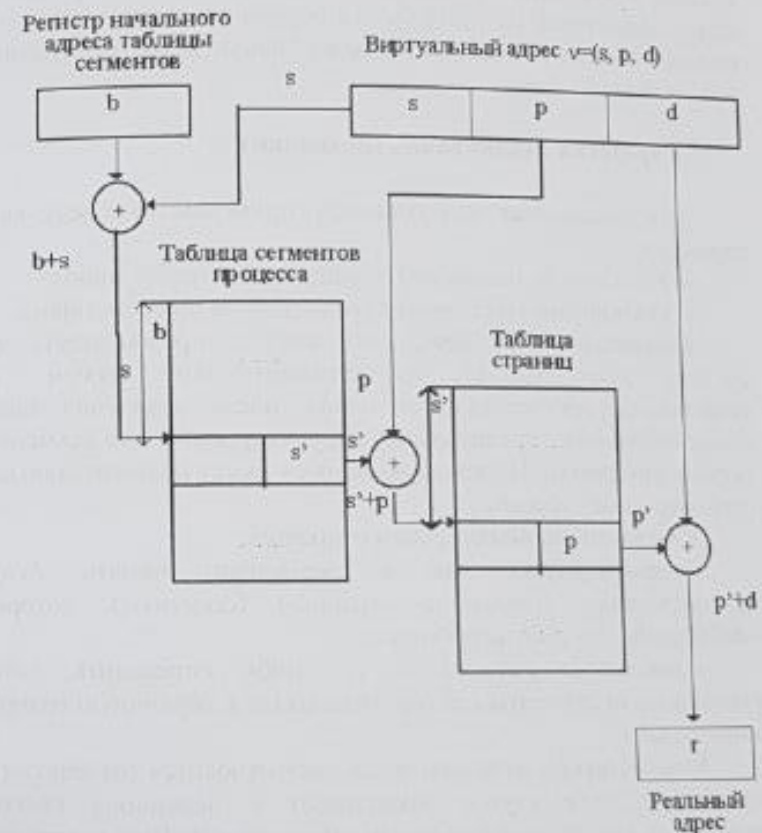 Регистр начального
адреса таблицы
сегментов
Виртуальный адрес v=(s, p, d)
b
s
s
p
d
+
b+s
Таблица сегментов
процесса
b
s
p
Таблица
страниц
s'
s'
s'
+
s'+p
p'
p
+
p'+d
r
Реальный
адрес